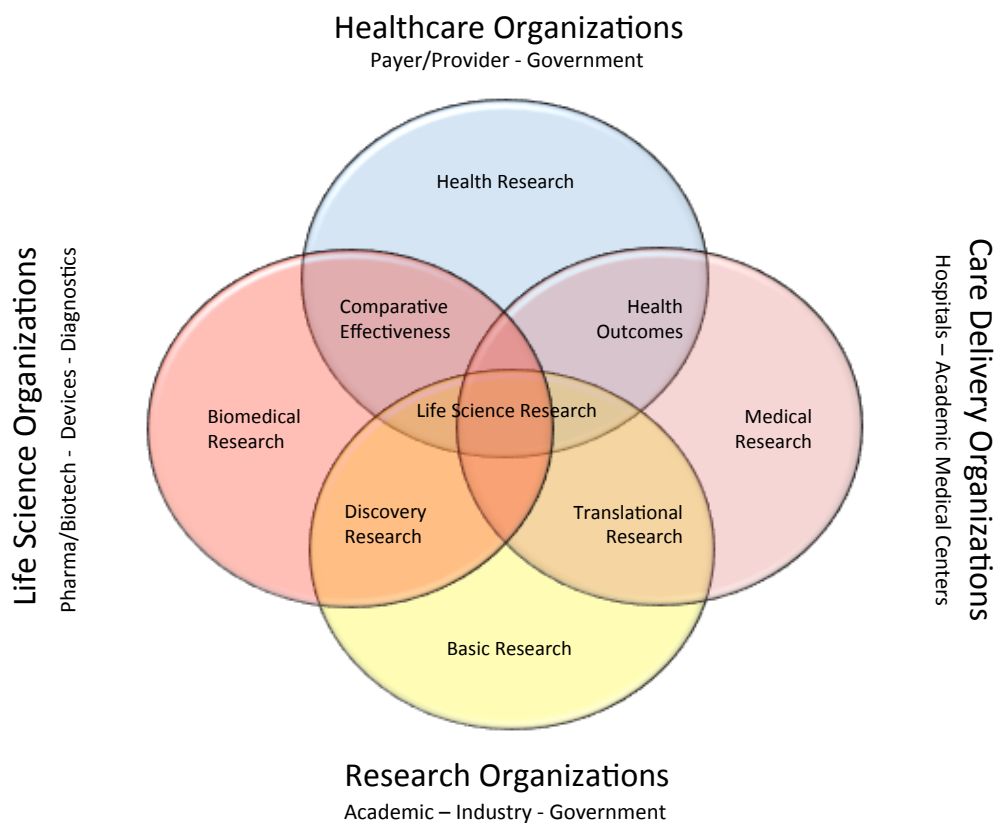 Healthcare Organizations
Payer/Provider - Government
Health Research
Life Science Organizations
Pharma/Biotech - Devices - Diagnostics
Care Delivery Organizations
Hospitals – Academic Medical Centers
Comparative
Effectiveness
Health
Outcomes
Life Science Research
Biomedical
Research
Medical
Research
Discovery
Research
Translational
Research
Basic Research
Research Organizations
Academic – Industry - Government